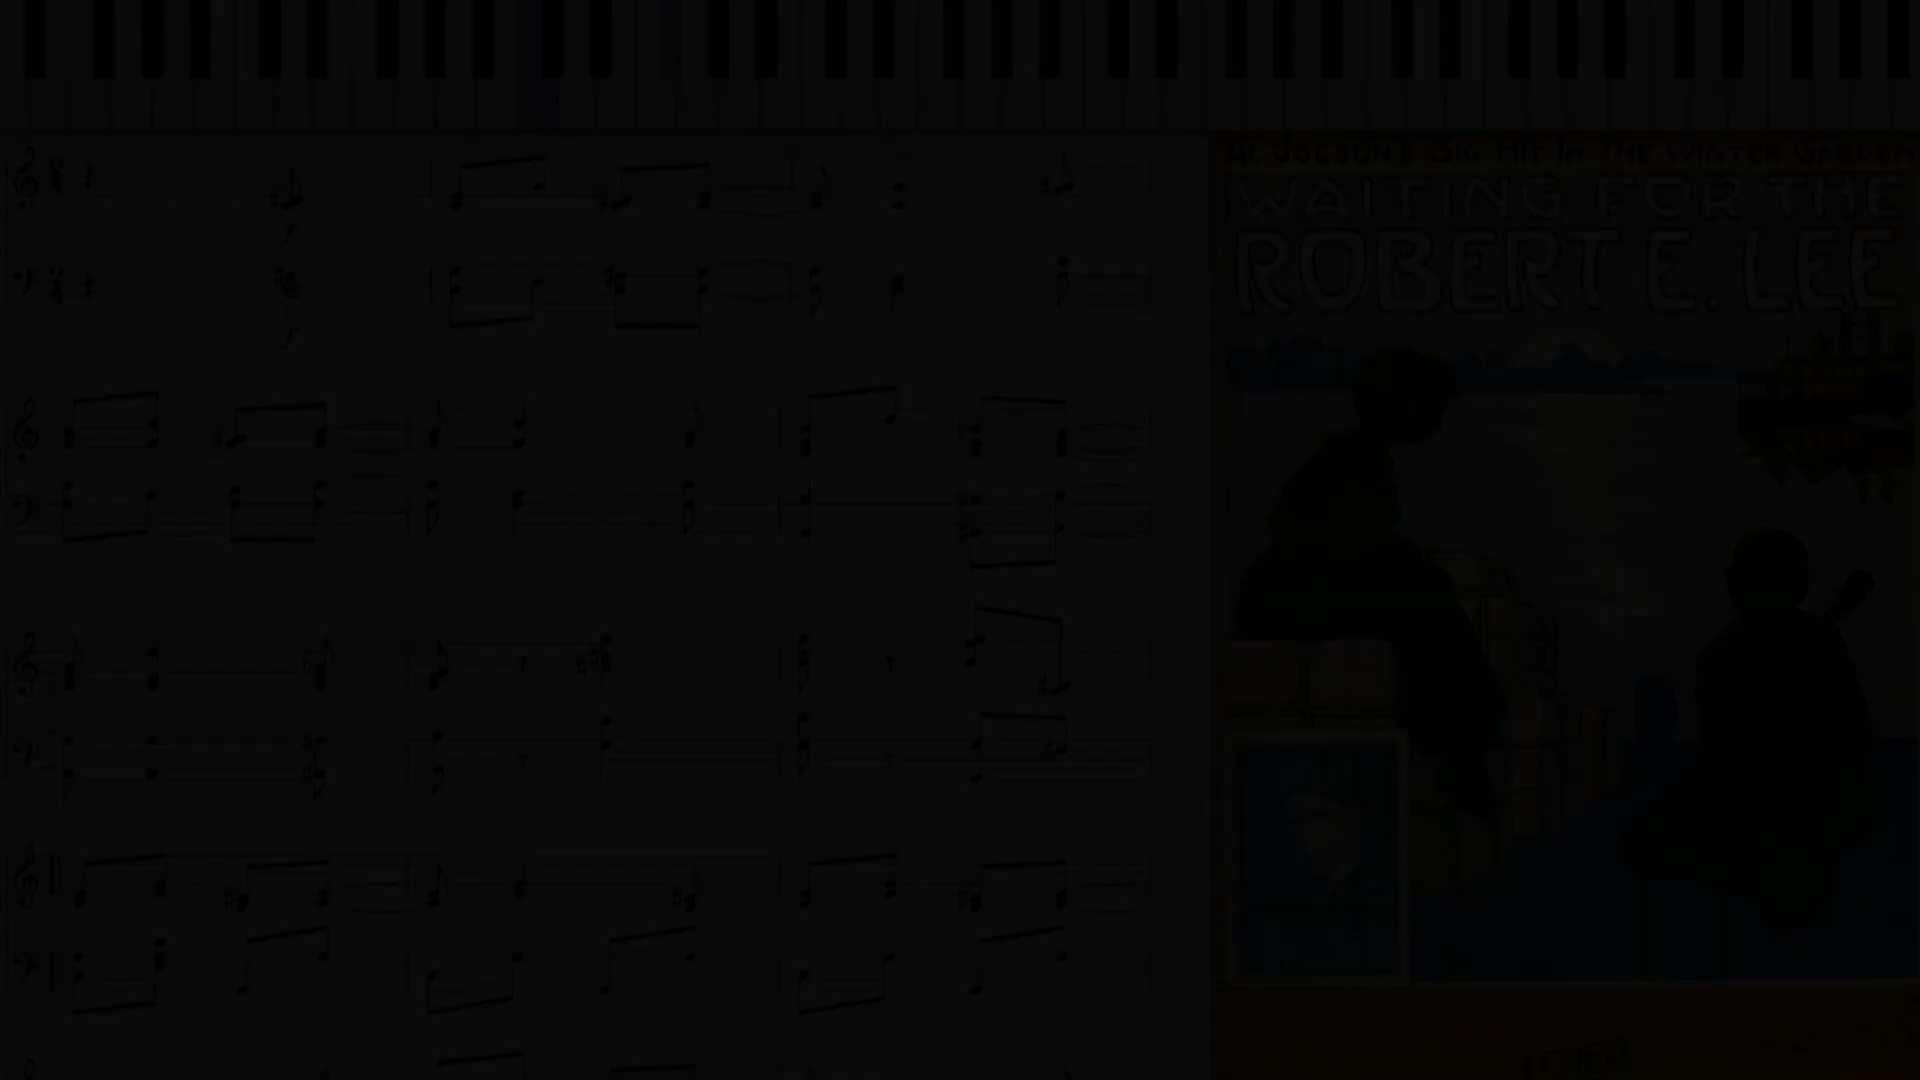 AL JOLSON'S BIG HIT IN THE WINTER GARDEN
WAITING FOR THE
ROBERT E. LEE